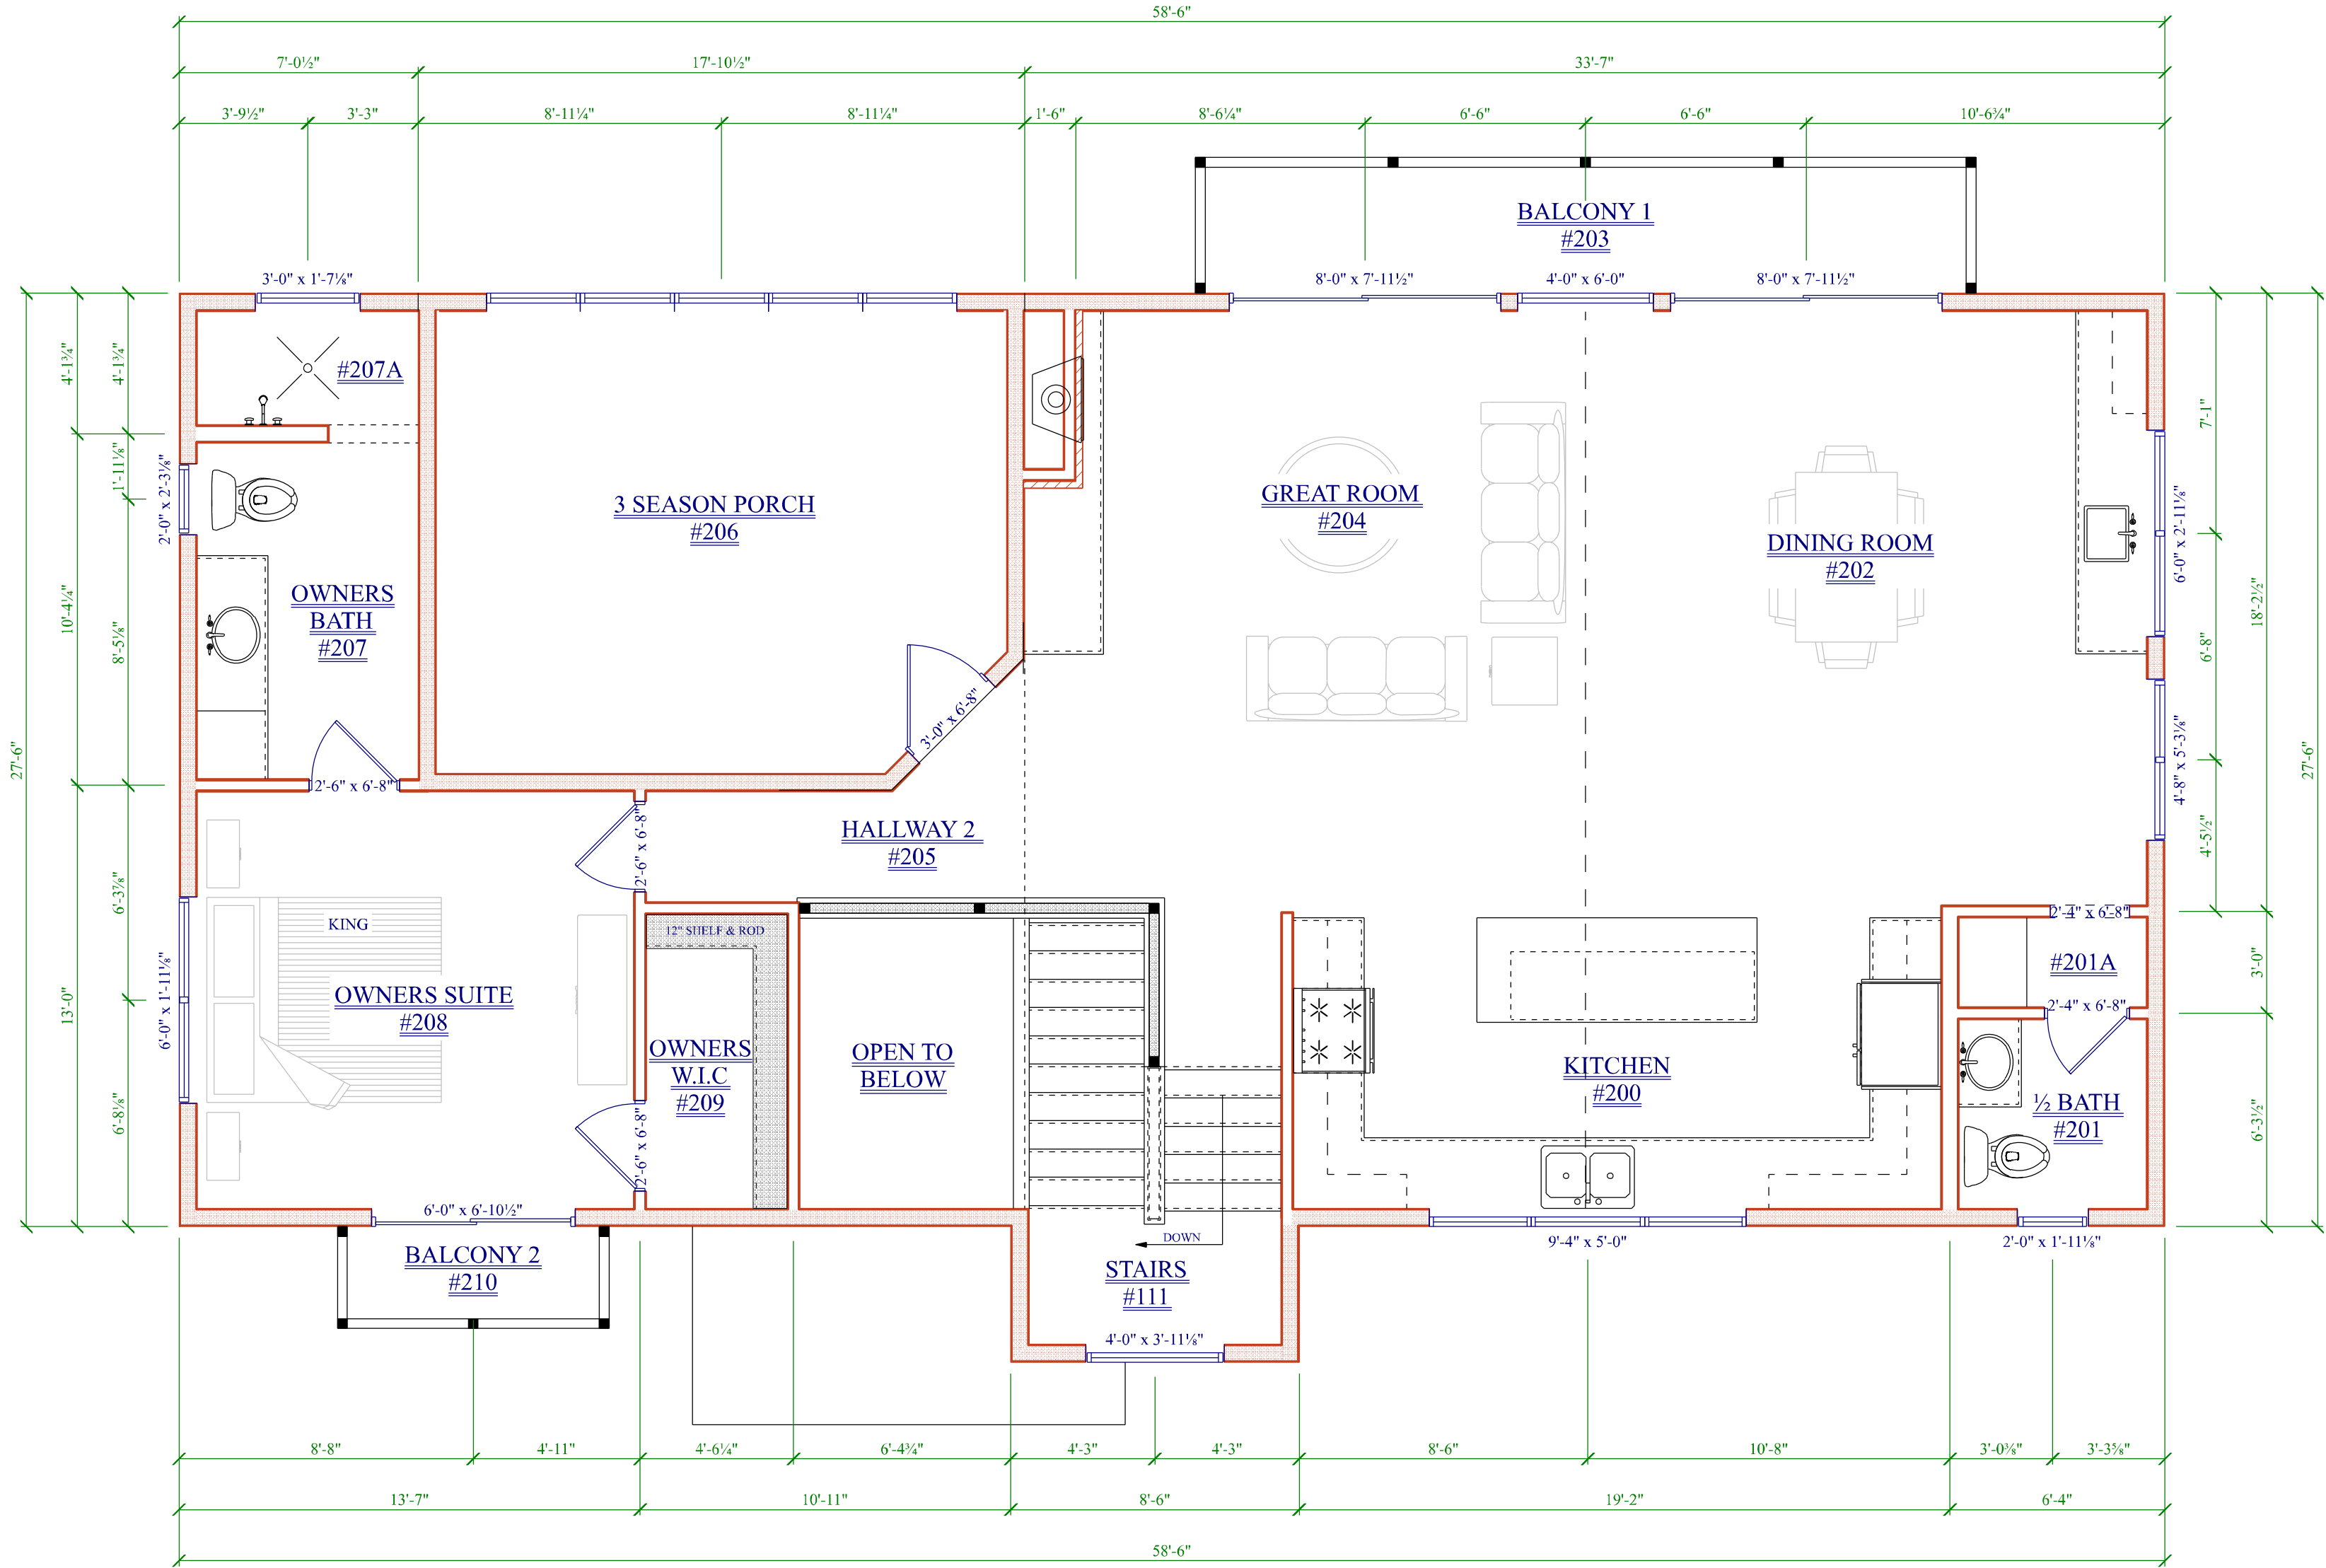 58'-6"
7'-0½"
17'-10½"
33'-7"
3'-9½"
3'-3"
8'-11¼"
8'-11¼"
1'-6"
8'-6¼"
6'-6"
6'-6"
10'-6¾"
BALCONY 1
#203
3'-0" x 1'-7⅛"
8'-0" x 7'-11½"
4'-0" x 6'-0"
8'-0" x 7'-11½"
27'-6"
4'-1¾"
10'-4¼"
13'-0"
4'-1¾"
1'-11⅛"
8'-5⅛"
6'-3⅞"
6'-8⅛"
2'-0" x 2'-3⅛"
6'-0" x 1'-11⅛"
#207A
OWNERS
BATH
#207
2'-6" x 6'-8"
3 SEASON PORCH
#206
3'-0" x 6'-8"
GREAT ROOM
#204
DINING ROOM
#202
6'-0" x 2'-11⅛"
4'-8" x 5'-3⅛"
7'-1"
6'-8"
4'-5½"
18'-2½"
3'-0"
6'-3½"
27'-6"
HALLWAY 2
#205
2'-6" x 6'-8"
KING
OWNERS SUITE
#208
12" SHELF & ROD
OWNERS
W.I.C
#209
2'-6" x 6'-8"
OPEN TO
BELOW
KITCHEN
#200
2'-4" x 6'-8"
#201A
2'-4" x 6'-8"
½ BATH
#201
6'-0" x 6'-10½"
BALCONY 2
#210
DOWN
STAIRS
#111
4'-0" x 3'-11⅛"
9'-4" x 5'-0"
2'-0" x 1'-11⅛"
8'-8"
4'-11"
4'-6¼"
6'-4¾"
4'-3"
4'-3"
8'-6"
10'-8"
3'-0⅜"
3'-3⅝"
13'-7"
10'-11"
8'-6"
19'-2"
6'-4"
58'-6"